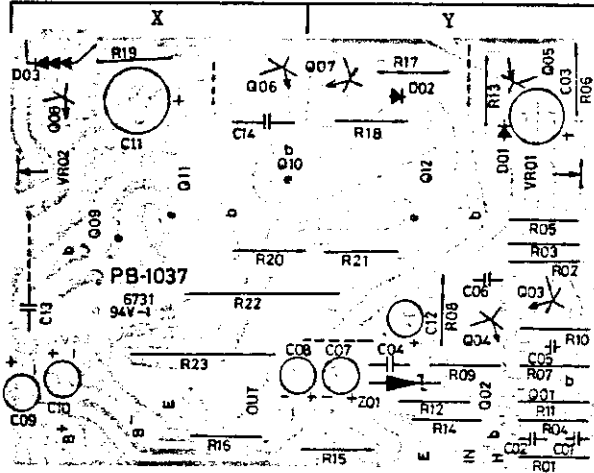 X Y
R19 R17 Q05
D03 Q07 C03 R06
Q06 D02 R13
Q08 C11 C14 R18 D01
VR02 Q11 b Q10 e Q12 VR01
Q09 b e e b e b R05
R20 R21 R03
PB-1037 R02
6731 R22 C06 Q03
94V-1
C13 C12 R08 Q04 R10
R23 C08 C07 C04 C05
R09 R07 b
C09 C10 E OUT Z01 R12 Q02 Q01
R14 R11
B+ B- R16 R15 E IN H b R04
C02 C01
R01
+ - + - + - + - + + + +